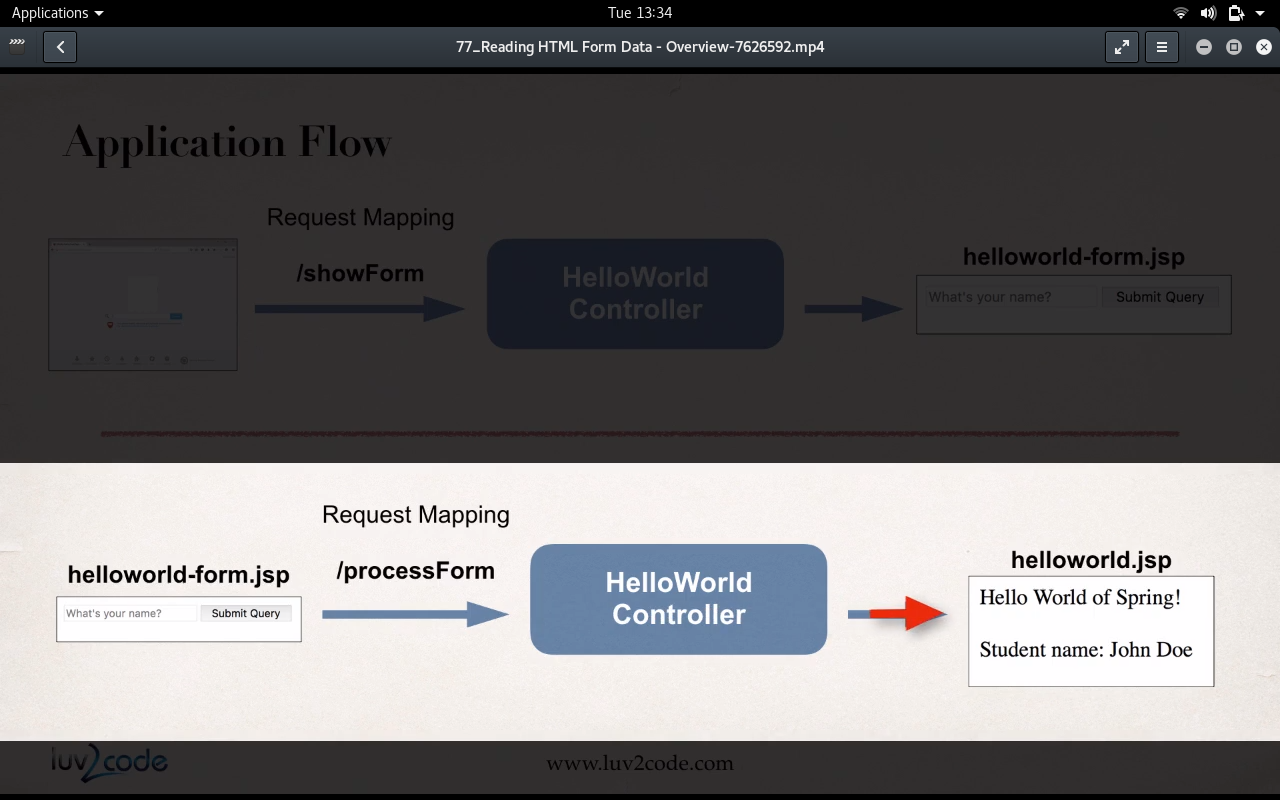 Applications
Tue 13:34
77_Reading HTML Form Data - Overview-7626592.mp4
Application Flow
Request Mapping
/showForm
HelloWorld
Controller
helloworld-form.jsp
What's your name?
Submit Query
Request Mapping
/processForm
helloworld-form.jsp
What's your name?
Submit Query
HelloWorld
Controller
helloworld.jsp
Hello World of Spring!
Student name: John Doe
luv2code
www.luv2code.com